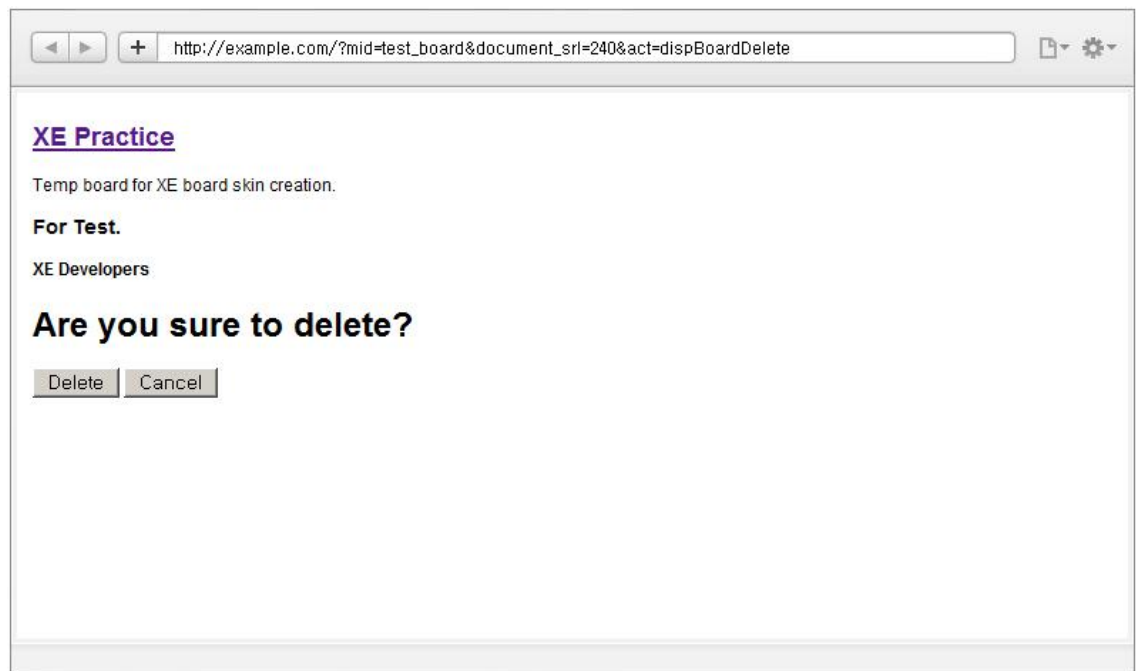 http://example.com/?mid=test_board&document_srl=240&act=dispBoardDelete
XE Practice
Temp board for XE board skin creation.
For Test.
XE Developers
Are you sure to delete?
Delete Cancel